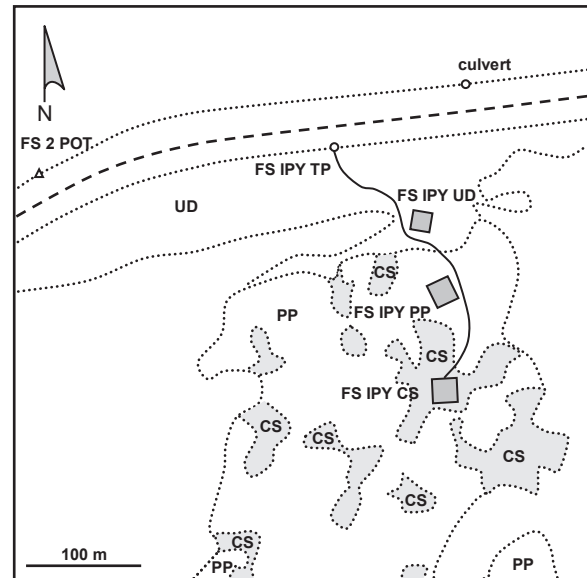 culvert
N
FS 2 POT
FS IPY TP
FS IPY UD
UD
CS
FS IPY PP
PP
CS
FS IPY CS
CS
CS
CS
CS
CS
PP
PP
100 m